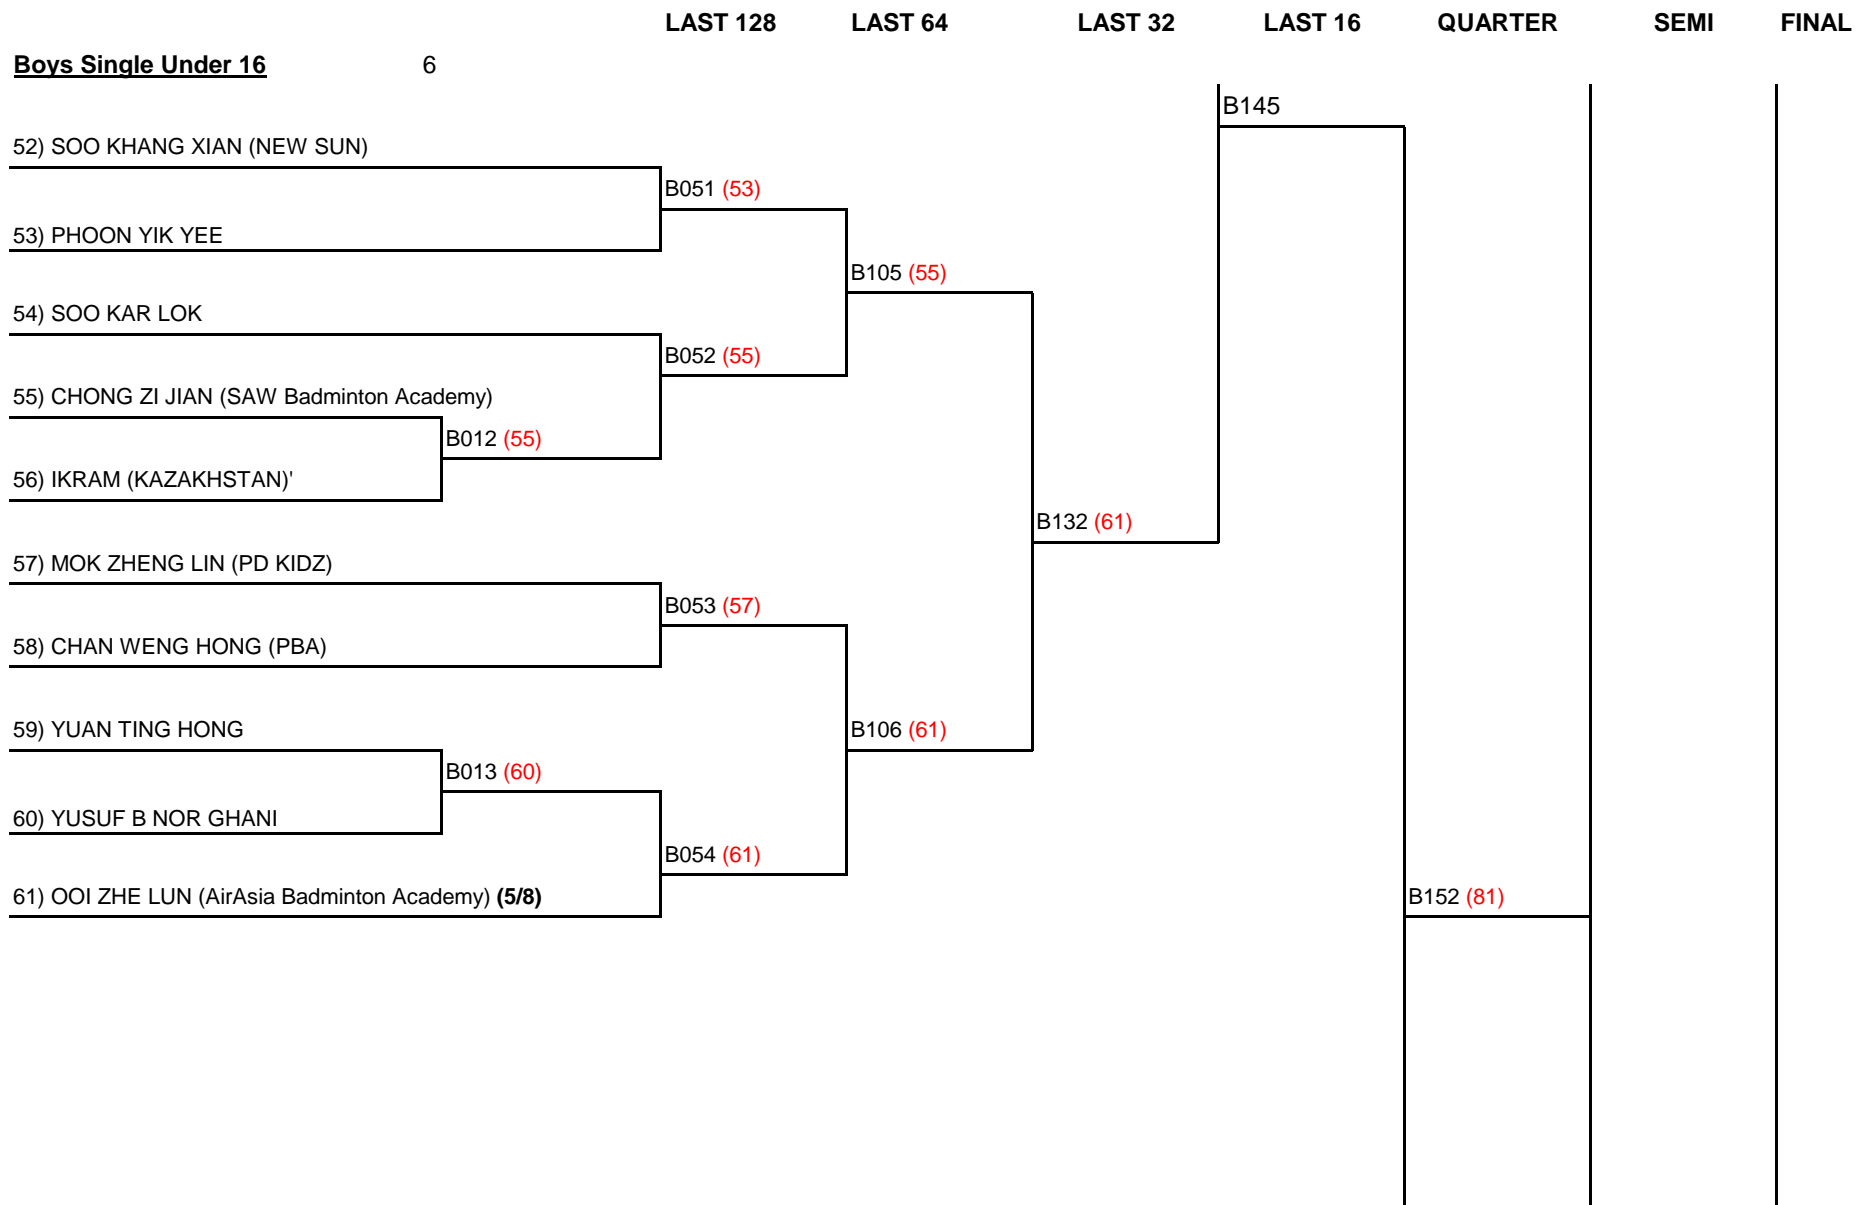 LAST 128 LAST 64 LAST 32 LAST 16 QUARTER SEMI FINAL
Boys Single Under 16 6
B145
52) SOO KHANG XIAN (NEW SUN)
B051 (53)
53) PHOON YIK YEE
B105 (55)
54) SOO KAR LOK
B052 (55)
55) CHONG ZI JIAN (SAW Badminton Academy)
B012 (55)
56) IKRAM (KAZAKHSTAN)'
B132 (61)
57) MOK ZHENG LIN (PD KIDZ)
B053 (57)
58) CHAN WENG HONG (PBA)
59) YUAN TING HONG
B106 (61)
B013 (60)
60) YUSUF B NOR GHANI
B054 (61)
61) OOI ZHE LUN (AirAsia Badminton Academy) (5/8)
B152 (81)